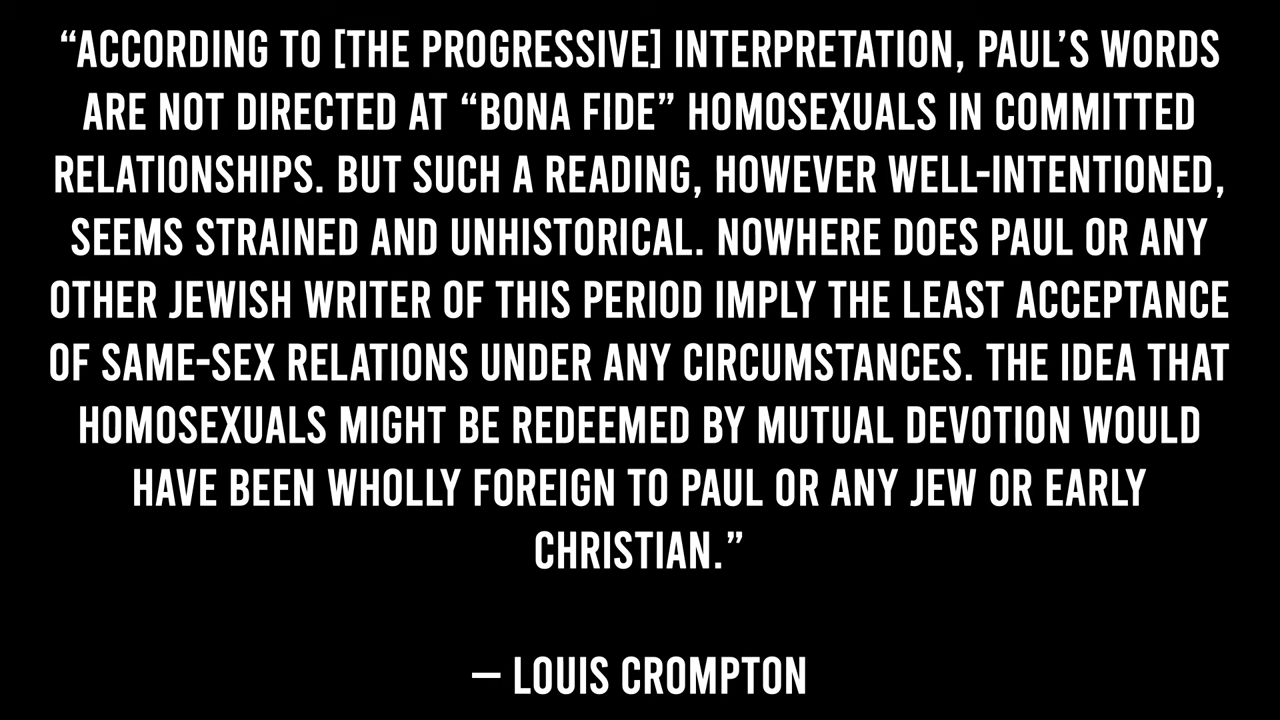 “ACCORDING TO [THE PROGRESSIVE] INTERPRETATION, PAUL’S WORDS
ARE NOT DIRECTED AT “BONA FIDE” HOMOSEXUALS IN COMMITTED
RELATIONSHIPS. BUT SUCH A READING, HOWEVER WELL-INTENTIONED,
SEEMS STRAINED AND UNHISTORICAL. NOWHERE DOES PAUL OR ANY
OTHER JEWISH WRITER OF THIS PERIOD IMPLY THE LEAST ACCEPTANCE
OF SAME-SEX RELATIONS UNDER ANY CIRCUMSTANCES. THE IDEA THAT
HOMOSEXUALS MIGHT BE REDEEMED BY MUTUAL DEVOTION WOULD
HAVE BEEN WHOLLY FOREIGN TO PAUL OR ANY JEW OR EARLY
CHRISTIAN.”
— LOUIS CROMPTON